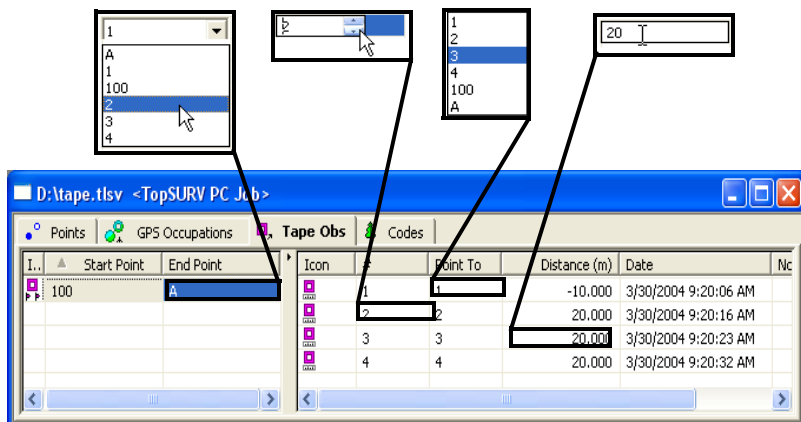 1
A
1
100
2
3
4
1
2
3
4
100
A
20
D:\tape.tlsv <TopSURV PC Job>
Points GPS Occupations Tape Obs Codes
I.. Start Point End Point Icon # Point To Distance (m) Date Nc
100 A 1 1 -10.000 3/30/2004 9:20:06 AM
2 2 20.000 3/30/2004 9:20:16 AM
3 3 20.000 3/30/2004 9:20:23 AM
4 4 20.000 3/30/2004 9:20:32 AM